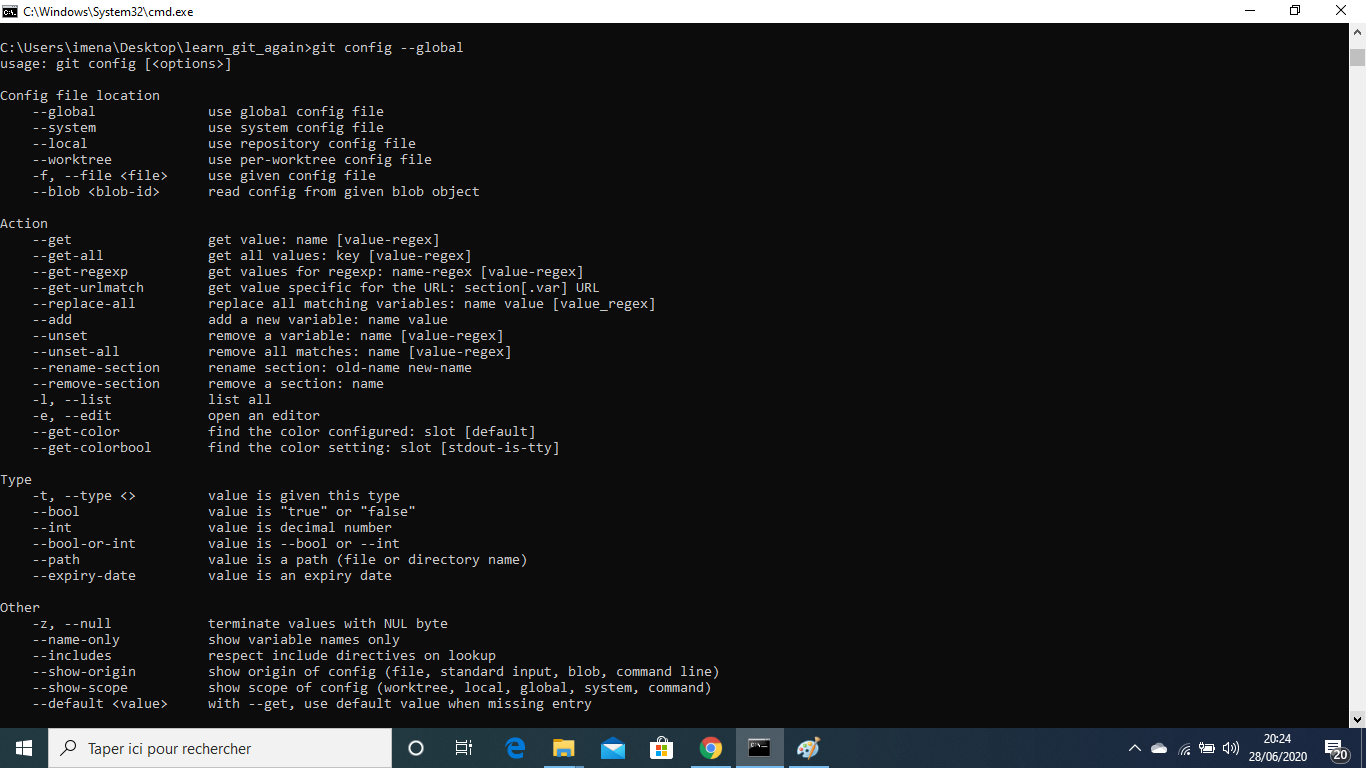 C:\Windows\System32\cmd.exe
C:\Users\imena\Desktop\learn_git_again>git config --global
usage: git config [<options>]
Config file location
--global use global config file
--system use system config file
--local use repository config file
--worktree use per-worktree config file
-f, --file <file> use given config file
--blob <blob-id> read config from given blob object
Action
--get get value: name [value-regex]
--get-all get all values: key [value-regex]
--get-regexp get values for regexp: name-regex [value-regex]
--get-urlmatch get value specific for the URL: section[.var] URL
--replace-all replace all matching variables: name value [value_regex]
--add add a new variable: name value
--unset remove a variable: name [value-regex]
--unset-all remove all matches: name [value-regex]
--rename-section rename section: old-name new-name
--remove-section remove a section: name
-l, --list list all
-e, --edit open an editor
--get-color find the color configured: slot [default]
--get-colorbool find the color setting: slot [stdout-is-tty]
Type
-t, --type <> value is given this type
--bool value is "true" or "false"
--int value is decimal number
--bool-or-int value is --bool or --int
--path value is a path (file or directory name)
--expiry-date value is an expiry date
Other
-z, --null terminate values with NUL byte
--name-only show variable names only
--includes respect include directives on lookup
--show-origin show origin of config (file, standard input, blob, command line)
--show-scope show scope of config (worktree, local, global, system, command)
--default <value> with --get, use default value when missing entry
Taper ici pour rechercher
20:24
28/06/2020
20